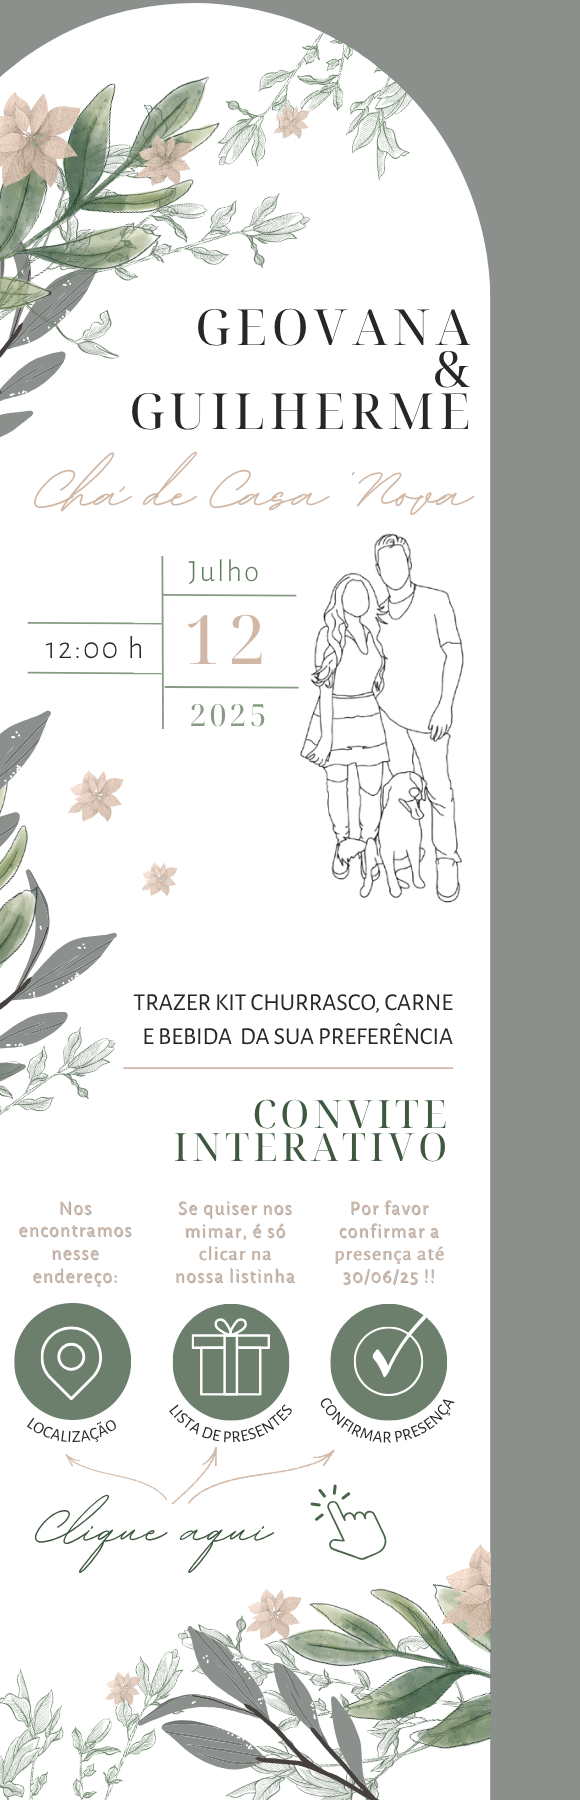 GEOVANA
&
GUILHERME
Chá de Casa Nova
Julho
12:00 h
12
2025
TRAZER KIT CHURRASCO, CARNE
E BEBIDA DA SUA PREFERÊNCIA
CONVITE
INTERATIVO
Nos
encontramos
nesse
endereço:
Se quiser nos
mimar, é só
clicar na
nossa listinha
Por favor
confirmar a
presença até
30/06/25 !!
LOCALIZAÇÃO
LISTA DE PRESENTES
CONFIRMAR PRESENÇA
Clique aqui